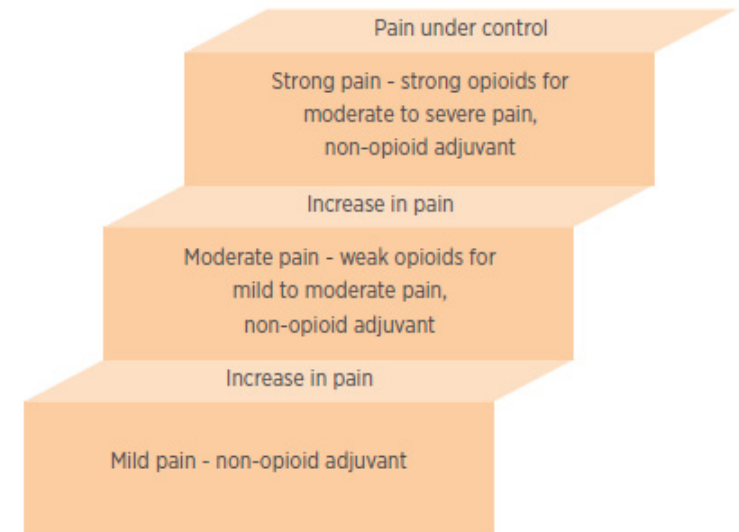 Pain under control
Strong pain - strong opioids for
moderate to severe pain,
non-opioid adjuvant
Increase in pain
Moderate pain - weak opioids for
mild to moderate pain,
non-opioid adjuvant
Increase in pain
Mild pain - non-opioid adjuvant